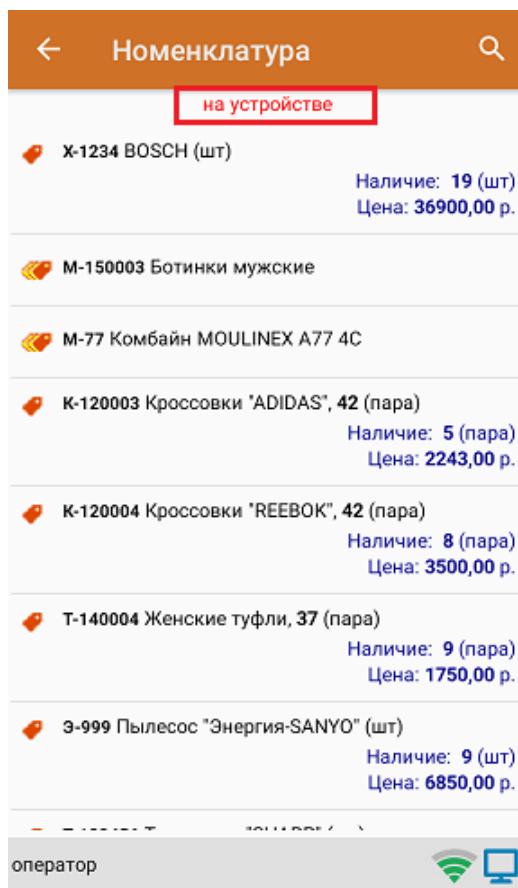 Номенклатура
на устройстве
X-1234 BOSCH (шт)
Наличие: 19 (шт)
Цена: 36900,00 р.
М-150003 Ботинки мужские
М-77 Комбайн MOULINEX A77 4C
К-120003 Кроссовки "ADIDAS", 42 (пара)
Наличие: 5 (пара)
Цена: 2243,00 р.
К-120004 Кроссовки "REEBOK", 42 (пара)
Наличие: 8 (пара)
Цена: 3500,00 р.
Т-140004 Женские туфли, 37 (пара)
Наличие: 9 (пара)
Цена: 1750,00 р.
Э-999 Пылесос "Энергия-SANYO" (шт)
Наличие: 9 (шт)
Цена: 6850,00 р.
оператор